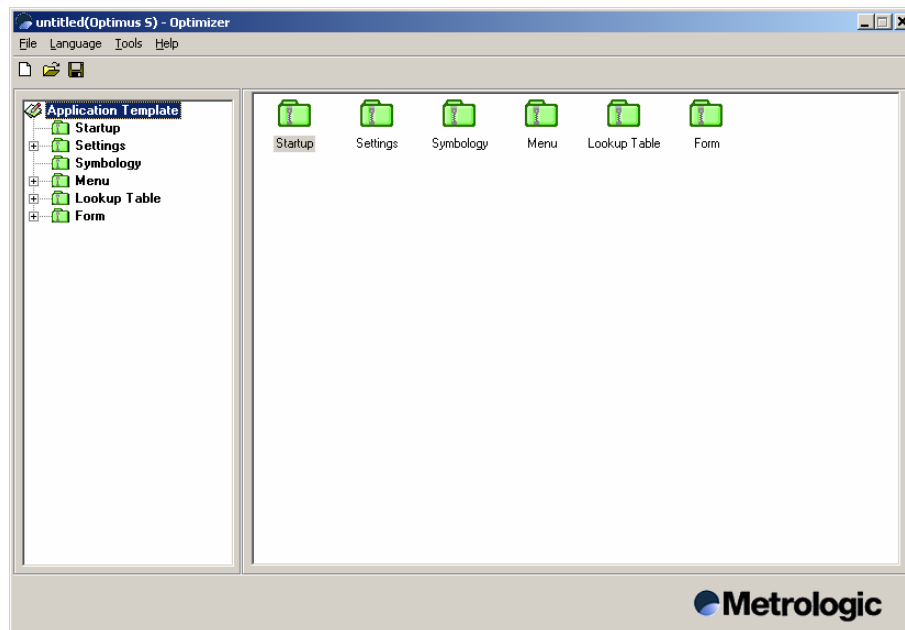 untitled(Optimus S) - Optimizer
File Language Tools Help
Application Template
Startup
Settings
Symbology
Menu
Lookup Table
Form
Startup Settings Symbology Menu Lookup Table Form
Metrologic